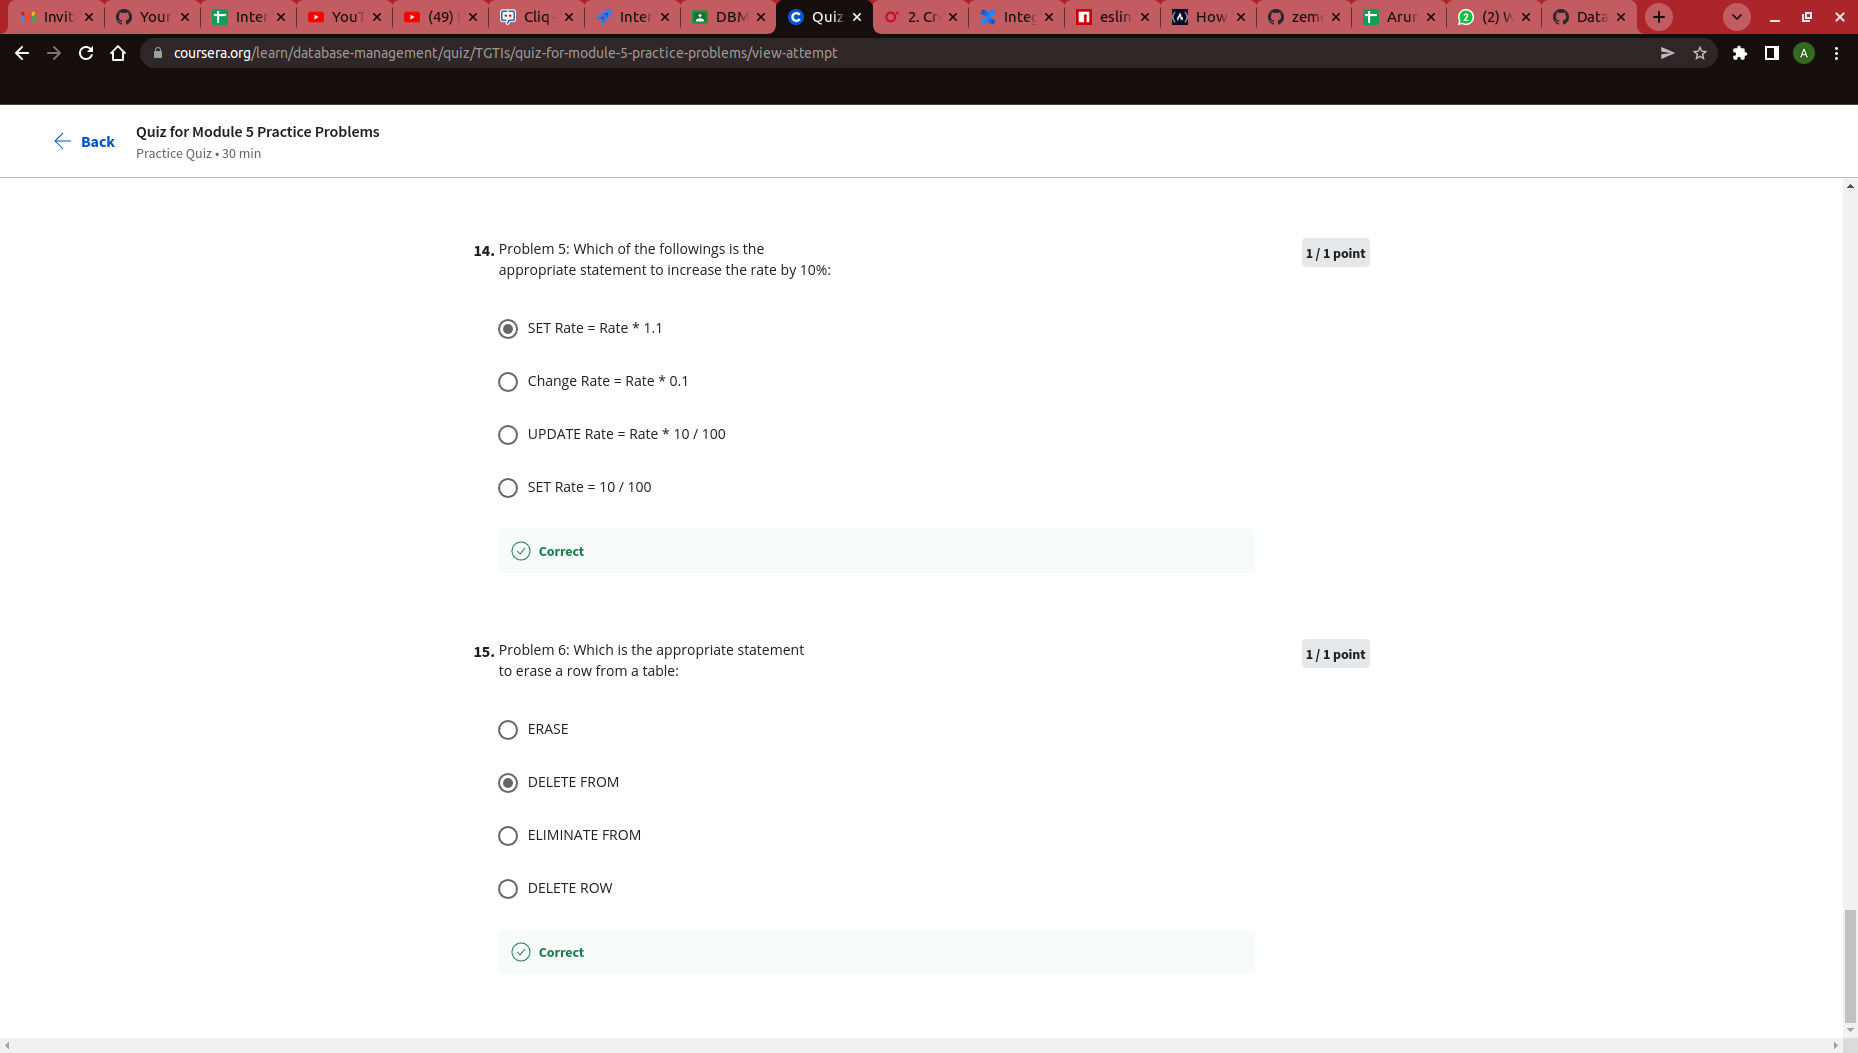 Invit
Your
Inter
YouT
(49)
Cliq
Inter
DBM
Quiz
2. Cr
Integ
eslin
How
zem
Arur
(2) W
Data
coursera.org/learn/database-management/quiz/TGTIs/quiz-for-module-5-practice-problems/view-attempt
A
Back
Quiz for Module 5 Practice Problems
Practice Quiz • 30 min
14. Problem 5: Which of the followings is the
appropriate statement to increase the rate by 10%:
1 / 1 point
SET Rate = Rate * 1.1
Change Rate = Rate * 0.1
UPDATE Rate = Rate * 10 / 100
SET Rate = 10 / 100
Correct
15. Problem 6: Which is the appropriate statement
to erase a row from a table:
1 / 1 point
ERASE
DELETE FROM
ELIMINATE FROM
DELETE ROW
Correct